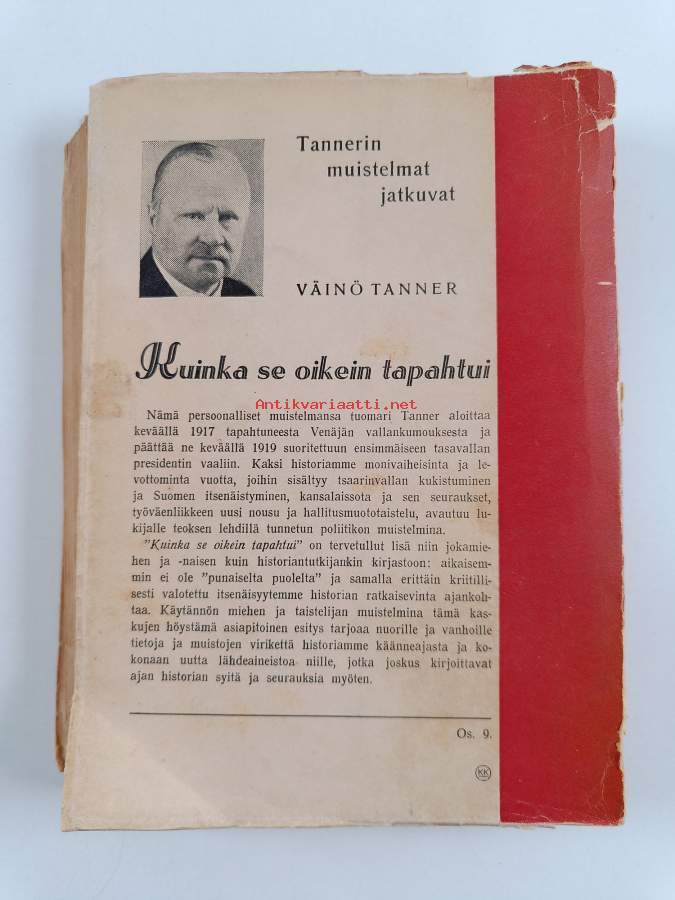 Tannerin
muistelmat
jatkuvat
VÄINÖ TANNER
Kuinka se oikein tapahtui
Antikvariaatti.net
Nämä persoonalliset muistelmansa tuomari Tanner aloittaa
keväällä 1917 tapahtuneesta Venäjän vallankumouksesta ja
päättää ne keväällä 1919 suoritettuun ensimmäiseen tasavallan
presidentin vaaliin. Kaksi historiamme monivaiheisinta ja le-
vottominta vuotta, joihin sisältyy tsaarinvallan kukistuminen
ja Suomen itsenäistyminen, kansalaissota ja sen seuraukset,
työväenliikkeen uusi nousu ja hallitusmuototaistelu, avautuu lu-
kijalle teoksen lehdillä tunnetun poliitikon muistelmina.
"Kuinka se oikein tapahtui" on tervetullut lisä niin jokamie-
hen ja -naisen kuin historiantutkijankin kirjastoon: aikaisem-
min ei ole "punaiselta puolelta" ja samalla erittäin kriitilli-
sesti valotettu itsenäisyytemme historian ratkaisevinta ajankoh-
taa. Käytännön miehen ja taistelijan muistelmina tämä kas-
kujen höystämä asiapitoinen esitys tarjoaa nuorille ja vanhoille
tietoja ja muistojen virikettä historiamme käänneajasta ja ko-
konaan uutta lähdeaineistoa niille, jotka joskus kirjoittavat
ajan historian syitä ja seurauksia myöten.
Os. 9.
KK